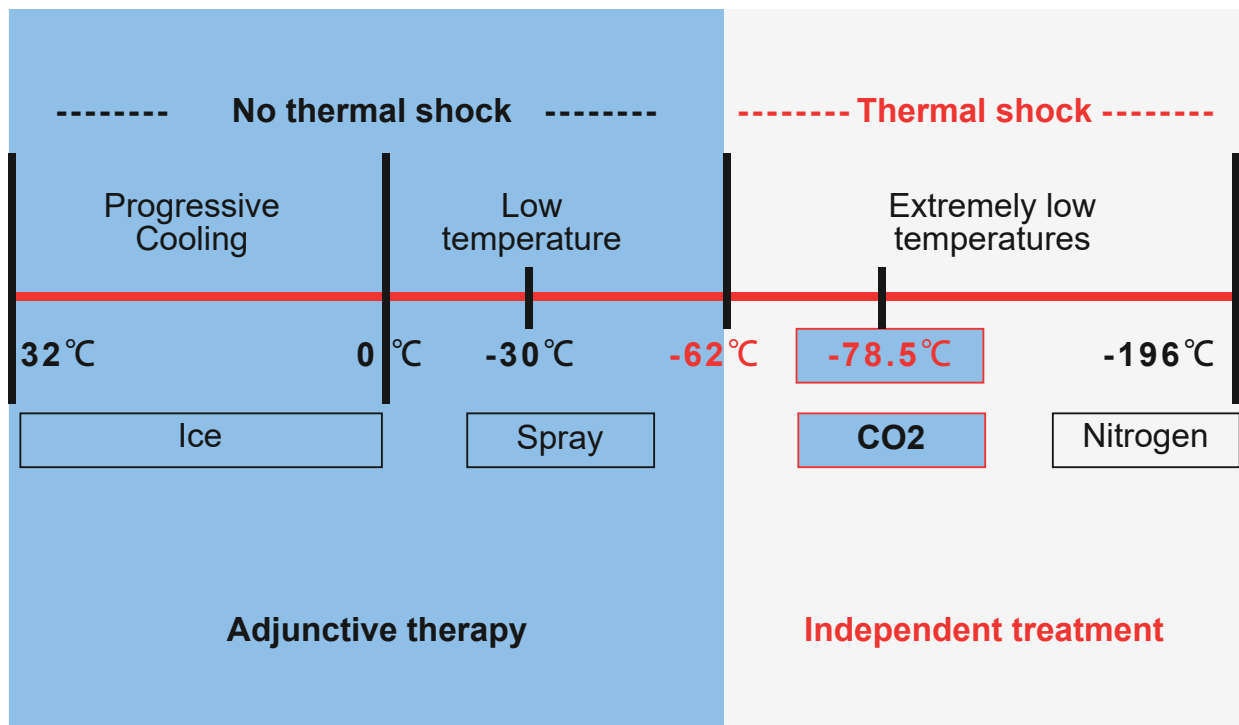 -------- No thermal shock --------
-------- Thermal shock --------
Progressive
Cooling
Low
temperature
Extremely low
temperatures
32℃
0℃
-30℃
-62℃
-78.5℃
-196℃
Ice
Spray
CO2
Nitrogen
Adjunctive therapy
Independent treatment